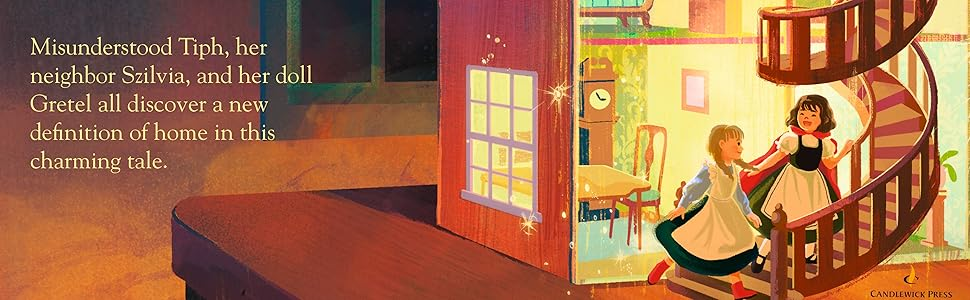 Misunderstood Tiph, her
neighbor Szilvia, and her doll
Gretel all discover a new
definition of home in this
charming tale.
CANDLEWICK PRESS